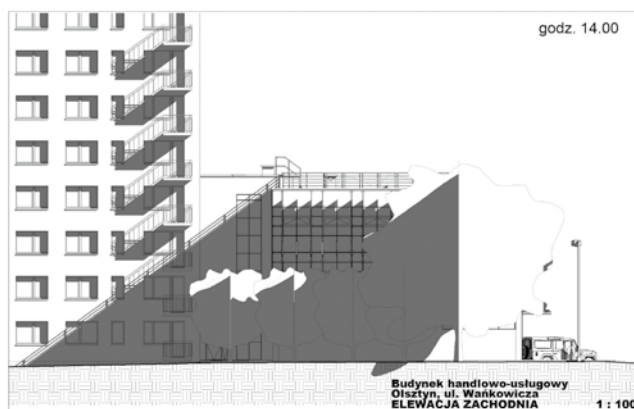 godz. 14.00
Budynek handlowo-usługowy
Olsztyn, ul. Wańkowicza
ELEWACJA ZACHODNIA 1 : 100